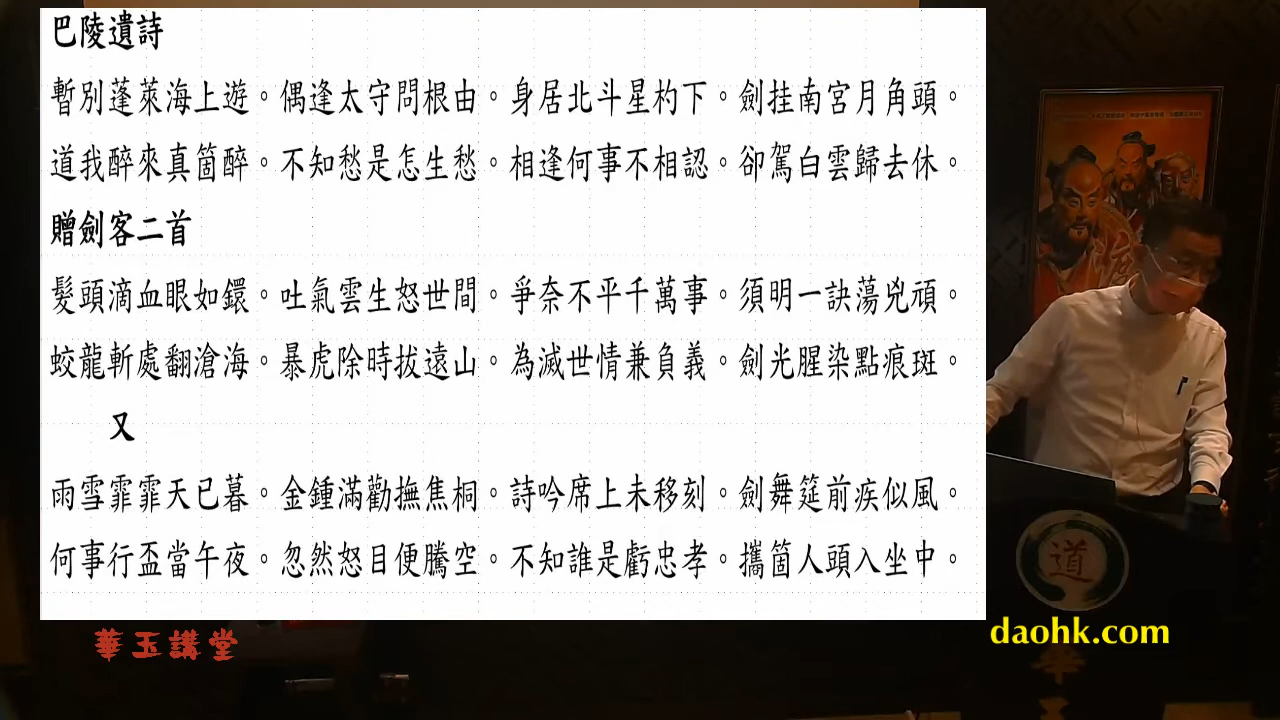 巴陵遺詩
暫別蓬萊海上遊。偶逢太守問根由。身居北斗星杓下。劍挂南宮月角頭。
道我醉來真箇醉。不知愁是怎生愁。相逢何事不相認。卻駕白雲歸去休。
贈劍客二首
髮頭滴血眼如鐶。吐氣雲生怒世間。爭奈不平千萬事。須明一訣蕩兇頑。
蛟龍斬處翻滄海。暴虎除時拔遠山。為滅世情兼負義。劍光腥染點痕斑。
又
雨雪霏霏天已暮。金鍾滿勸撫焦桐。詩吟席上未移刻。劍舞筵前疾似風。
何事行盃當午夜。忽然怒目便騰空。不知誰是虧忠孝。攜箇人頭入坐中。
道
daohk.com
華玉講堂